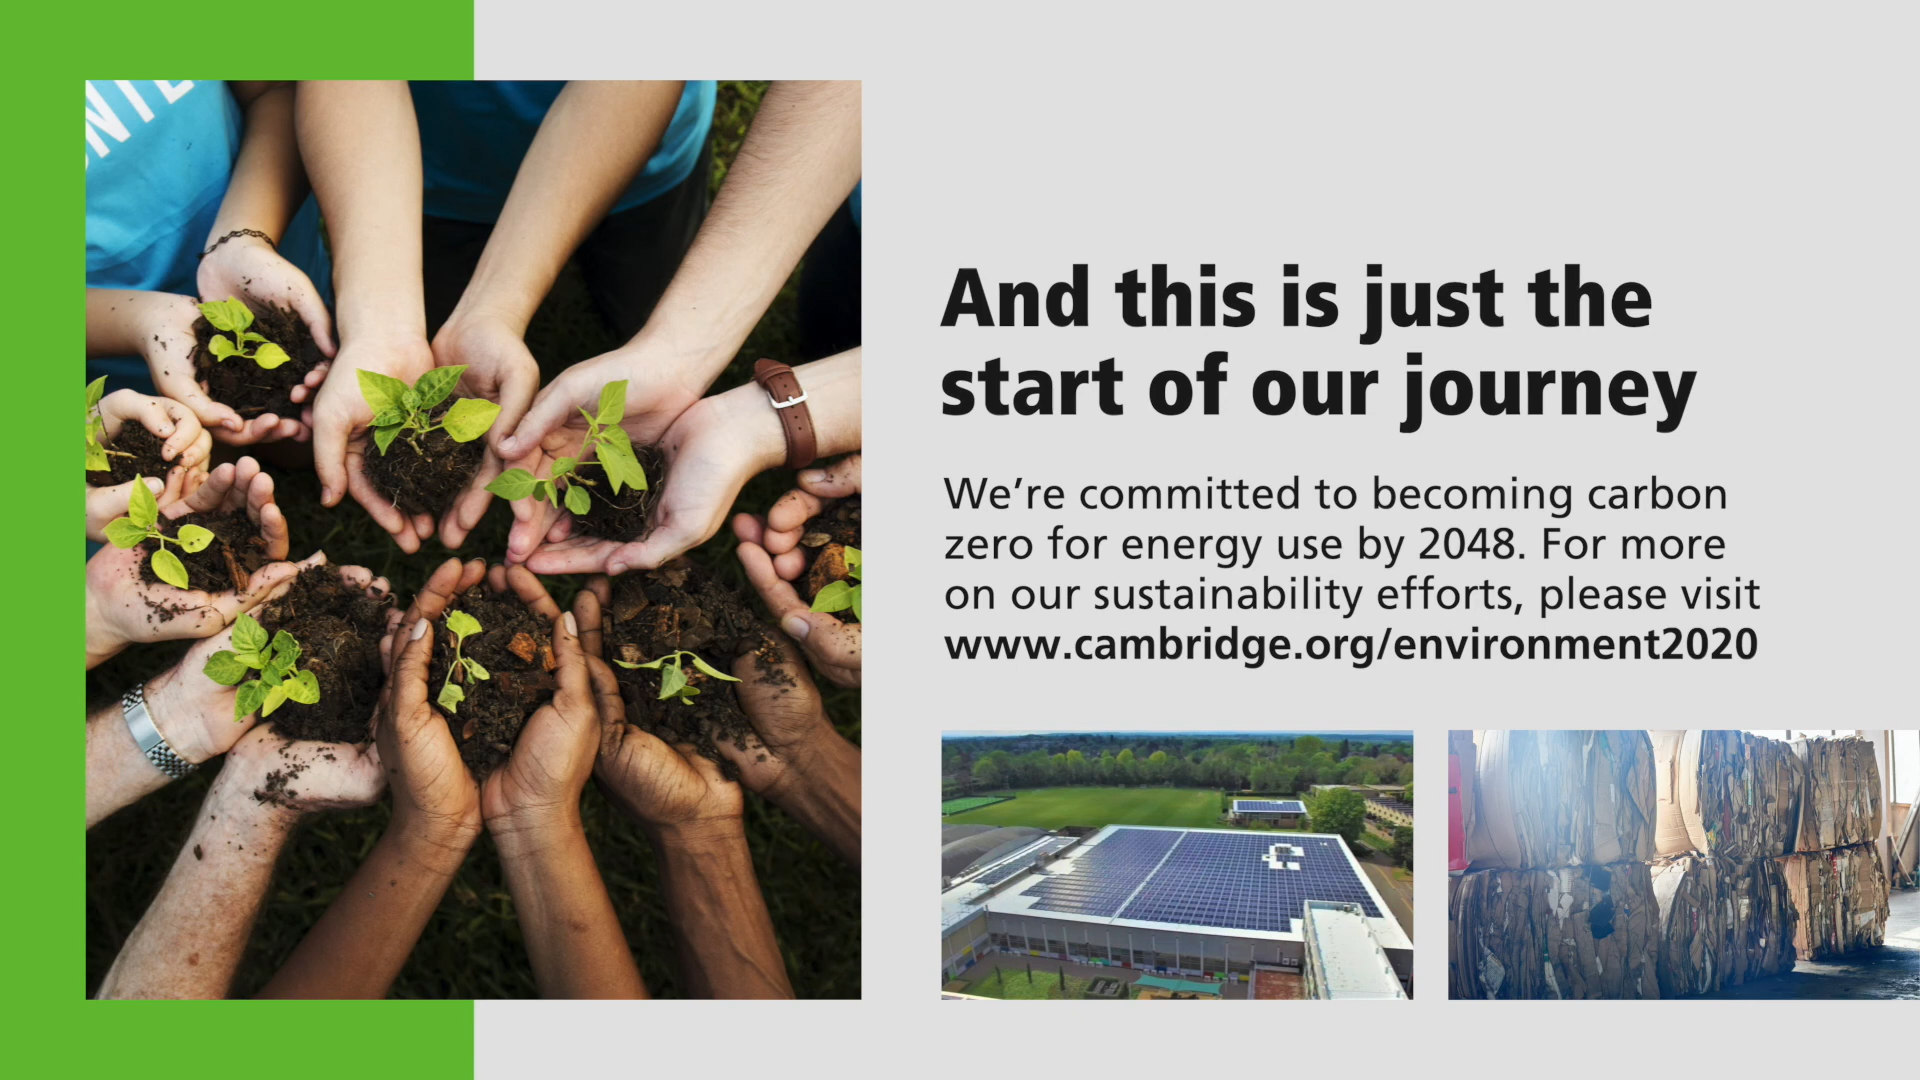 And this is just the
start of our journey
We’re committed to becoming carbon
zero for energy use by 2048. For more
on our sustainability efforts, please visit
www.cambridge.org/environment2020